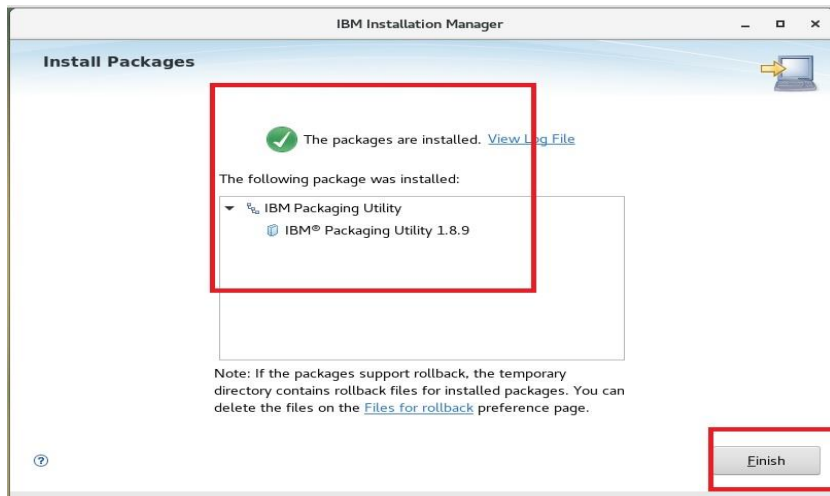 IBM Installation Manager
Install Packages
The packages are installed. View Log File
The following package was installed:
IBM Packaging Utility
IBM® Packaging Utility 1.8.9
Note: If the packages support rollback, the temporary
directory contains rollback files for installed packages. You can
delete the files on the Files for rollback preference page.
?
Finish